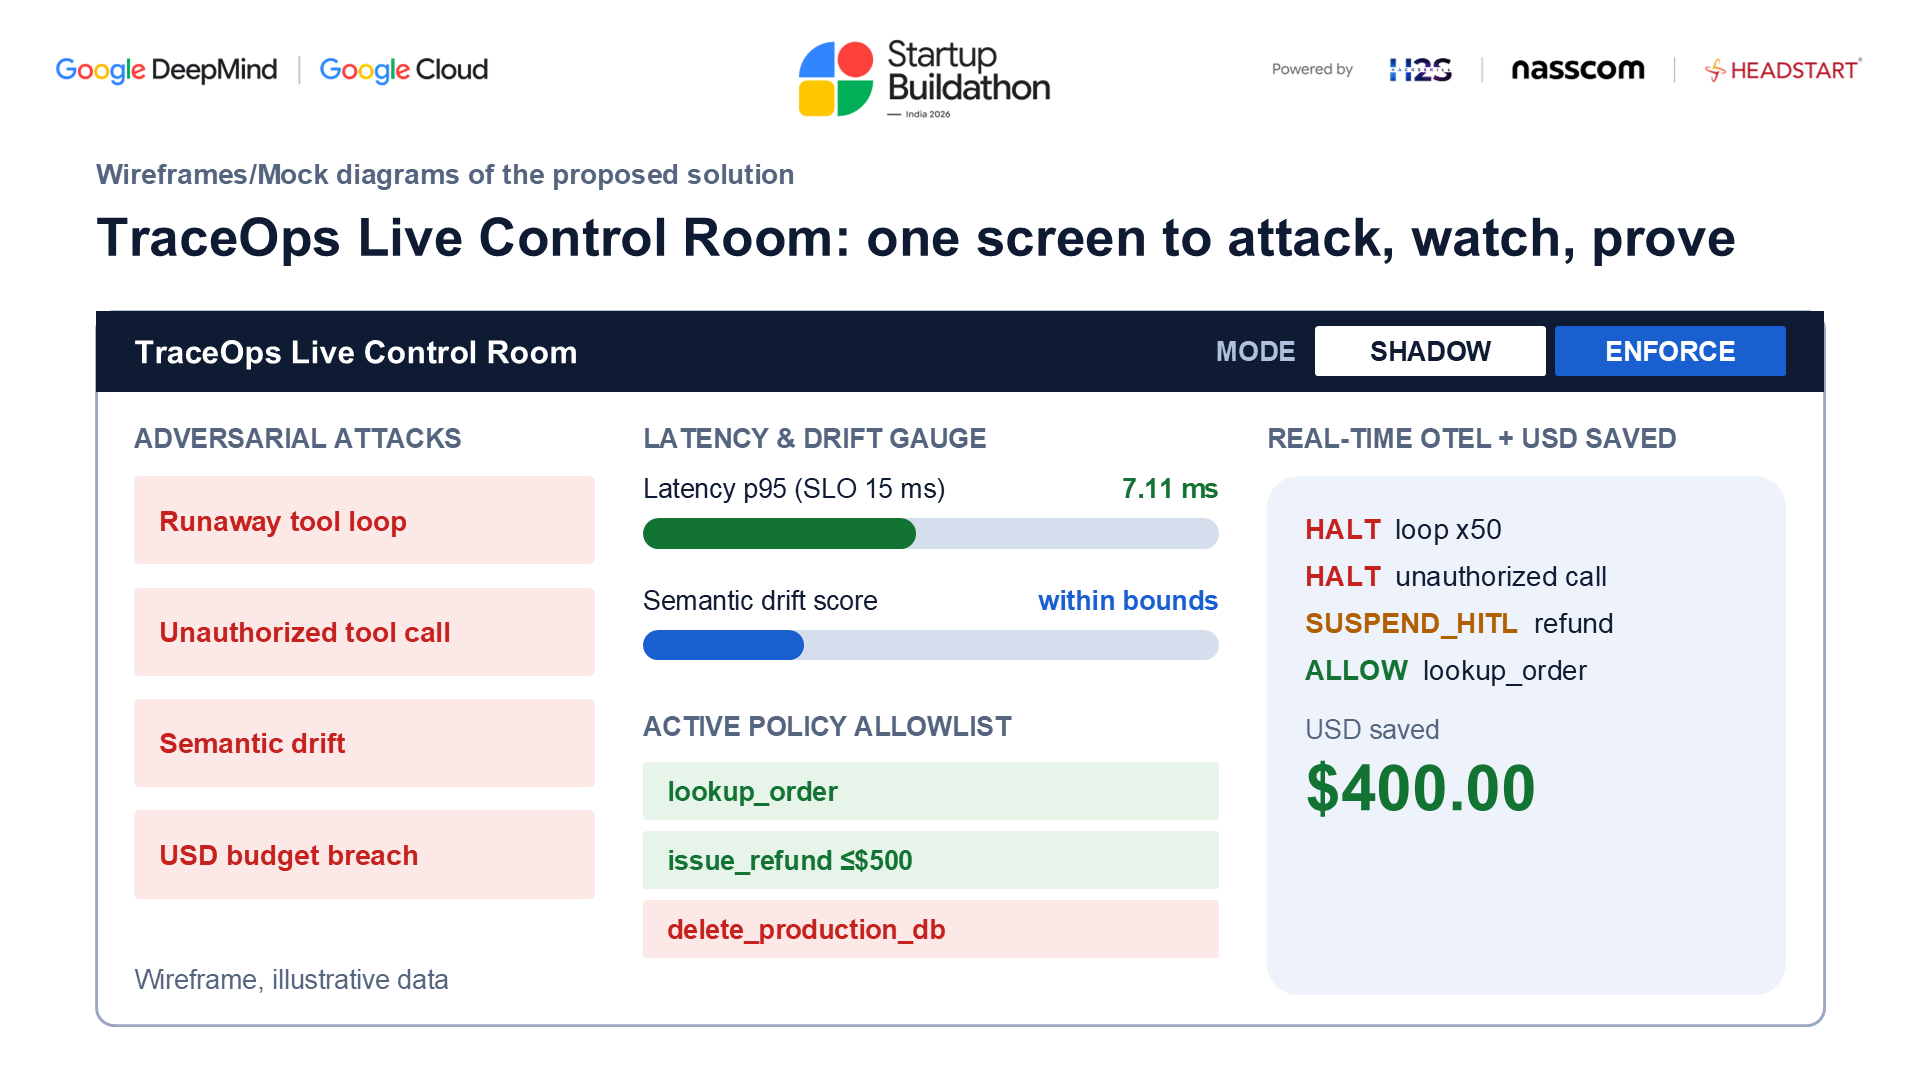 Google DeepMind | Google Cloud
Startup
Buildathon
— India 2026
Powered by H2S nasscom HEADSTART
Wireframes/Mock diagrams of the proposed solution
TraceOps Live Control Room: one screen to attack, watch, prove
TraceOps Live Control Room
MODE SHADOW ENFORCE
ADVERSARIAL ATTACKS
Runaway tool loop
Unauthorized tool call
Semantic drift
USD budget breach
Wireframe, illustrative data
LATENCY & DRIFT GAUGE
Latency p95 (SLO 15 ms) 7.11 ms
Semantic drift score within bounds
ACTIVE POLICY ALLOWLIST
lookup_order
issue_refund ≤$500
delete_production_db
REAL-TIME OTEL + USD SAVED
HALT loop x50
HALT unauthorized call
SUSPEND_HITL refund
ALLOW lookup_order
USD saved
$400.00